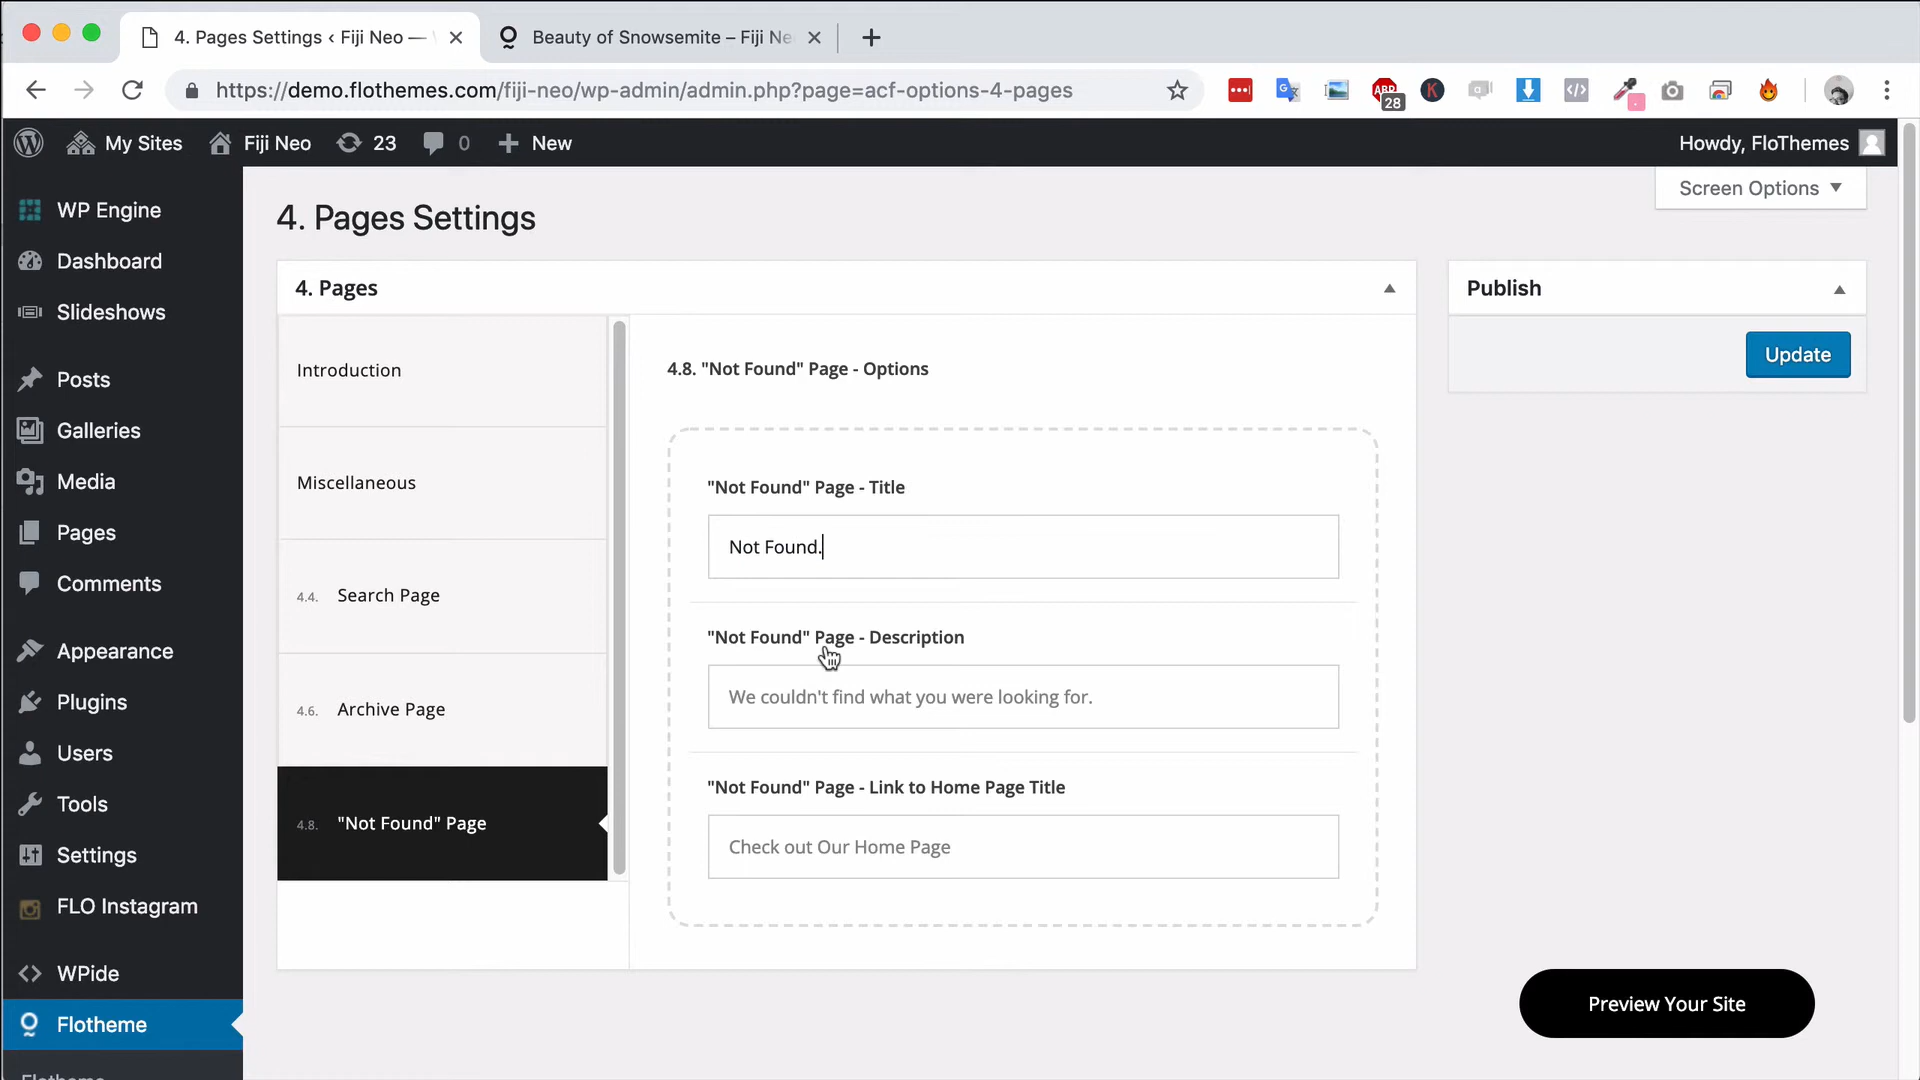 4. Pages Settings ‹ Fiji Neo —
Beauty of Snowsemite – Fiji Ne
https://demo.flothemes.com/fiji-neo/wp-admin/admin.php?page=acf-options-4-pages
ABP
28
K
My Sites
Fiji Neo
23
0
New
Howdy, FloThemes
Screen Options
WP Engine
Dashboard
Slideshows
Posts
Galleries
Media
Pages
Comments
Appearance
Plugins
Users
Tools
Settings
FLO Instagram
WPide
Flotheme
Flotheme
4. Pages Settings
4. Pages
Introduction
Miscellaneous
4.4. Search Page
4.6. Archive Page
4.8. "Not Found" Page
4.8. "Not Found" Page - Options
"Not Found" Page - Title
Not Found.
"Not Found" Page - Description
We couldn't find what you were looking for.
"Not Found" Page - Link to Home Page Title
Check out Our Home Page
Publish
Update
Preview Your Site